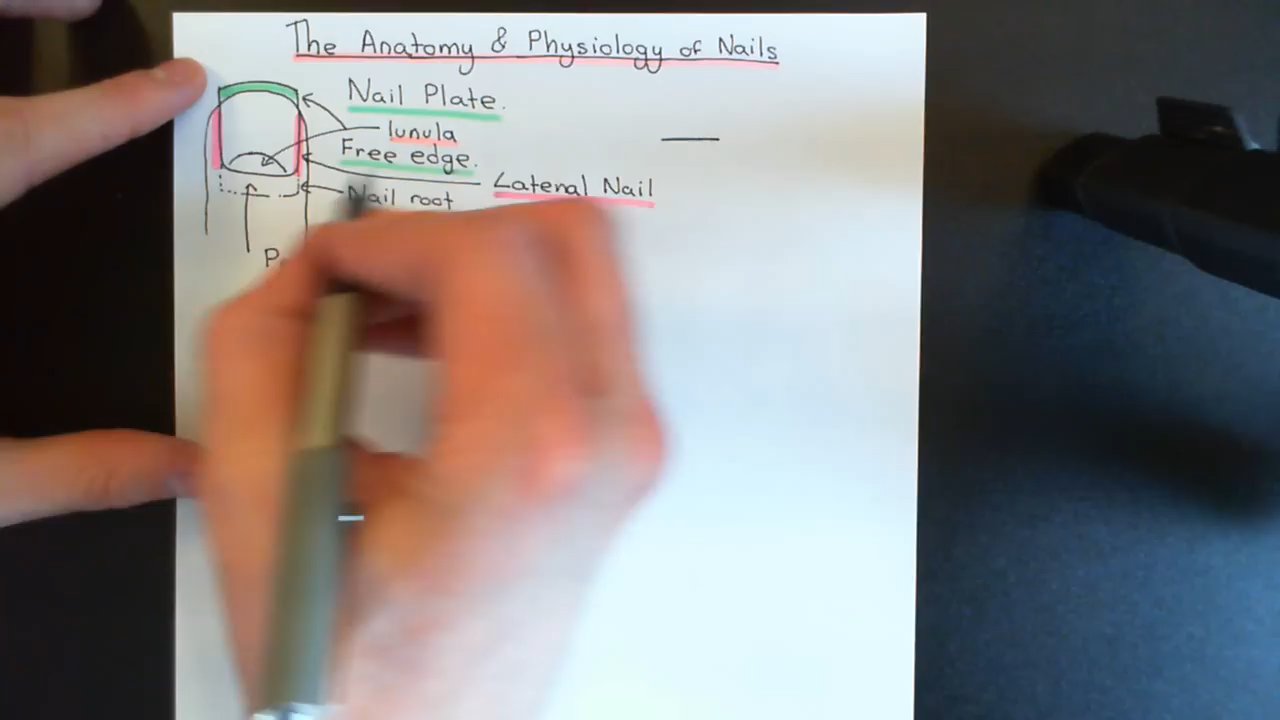 The Anatomy & Physiology of Nails
Nail Plate.
lunula
Free edge.
Lateral Nail
Nail root